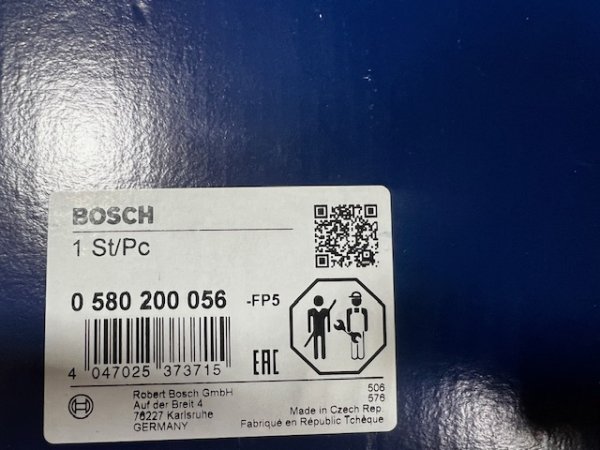 BOSCH
1 St/Pc
0 580 200 056 -FP5
4 047025 373715
EAC
Robert Bosch GmbH
Auf der Breit 4
76227 Karlsruhe
GERMANY
506
576
Made in Czech Rep.
Fabriqué en République Tchèque